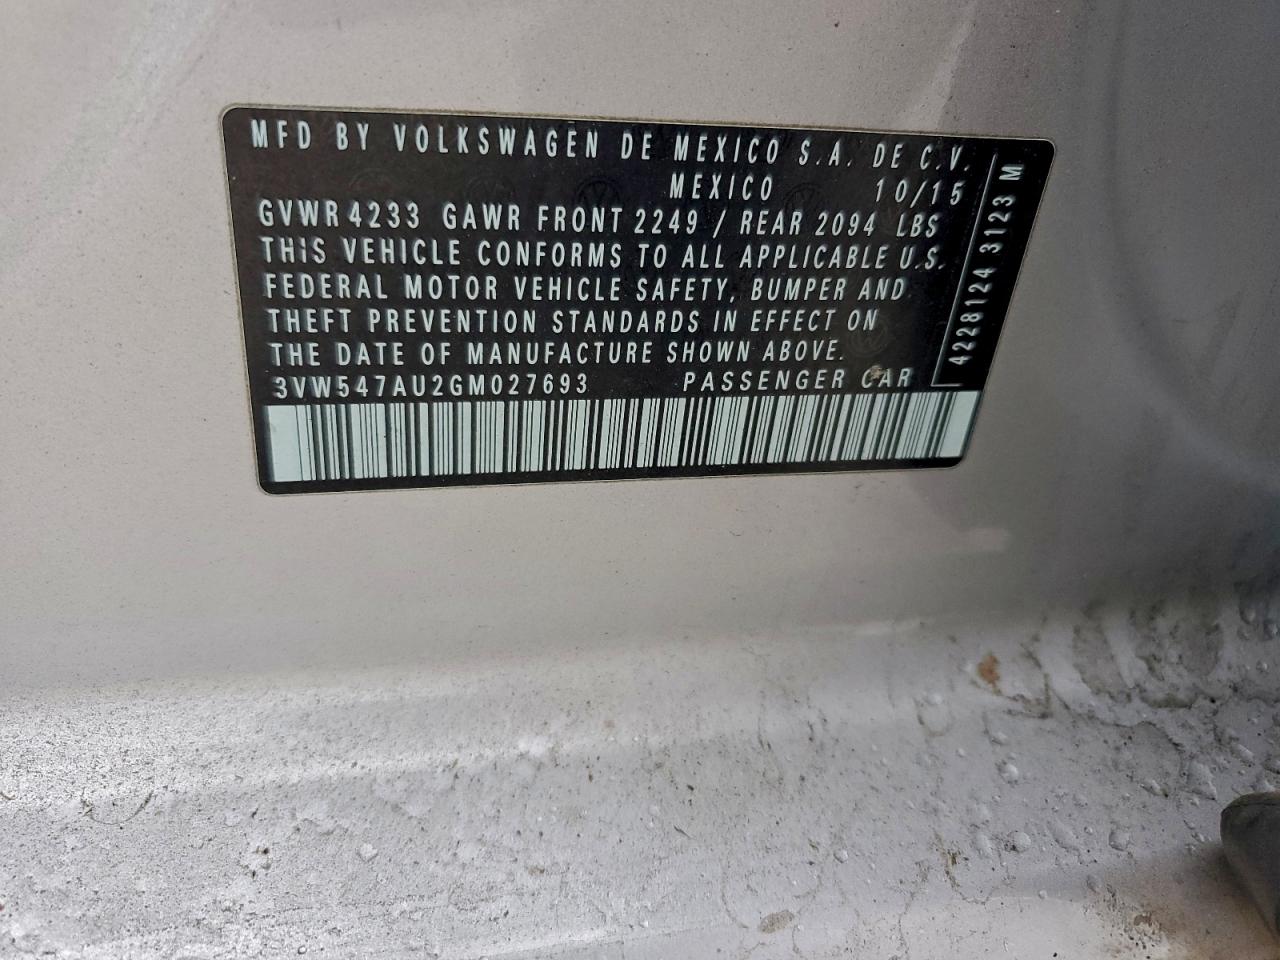 MFD BY VOLKSWAGEN DE MEXICO S.A. DE C.V.
MEXICO 10/15
GVWR 4233 GAWR FRONT 2249 / REAR 2094 LBS
THIS VEHICLE CONFORMS TO ALL APPLICABLE U.S.
FEDERAL MOTOR VEHICLE SAFETY, BUMPER AND
THEFT PREVENTION STANDARDS IN EFFECT ON
THE DATE OF MANUFACTURE SHOWN ABOVE.
3VW547AU2GM027693 PASSENGER CAR
4228124 3123 M